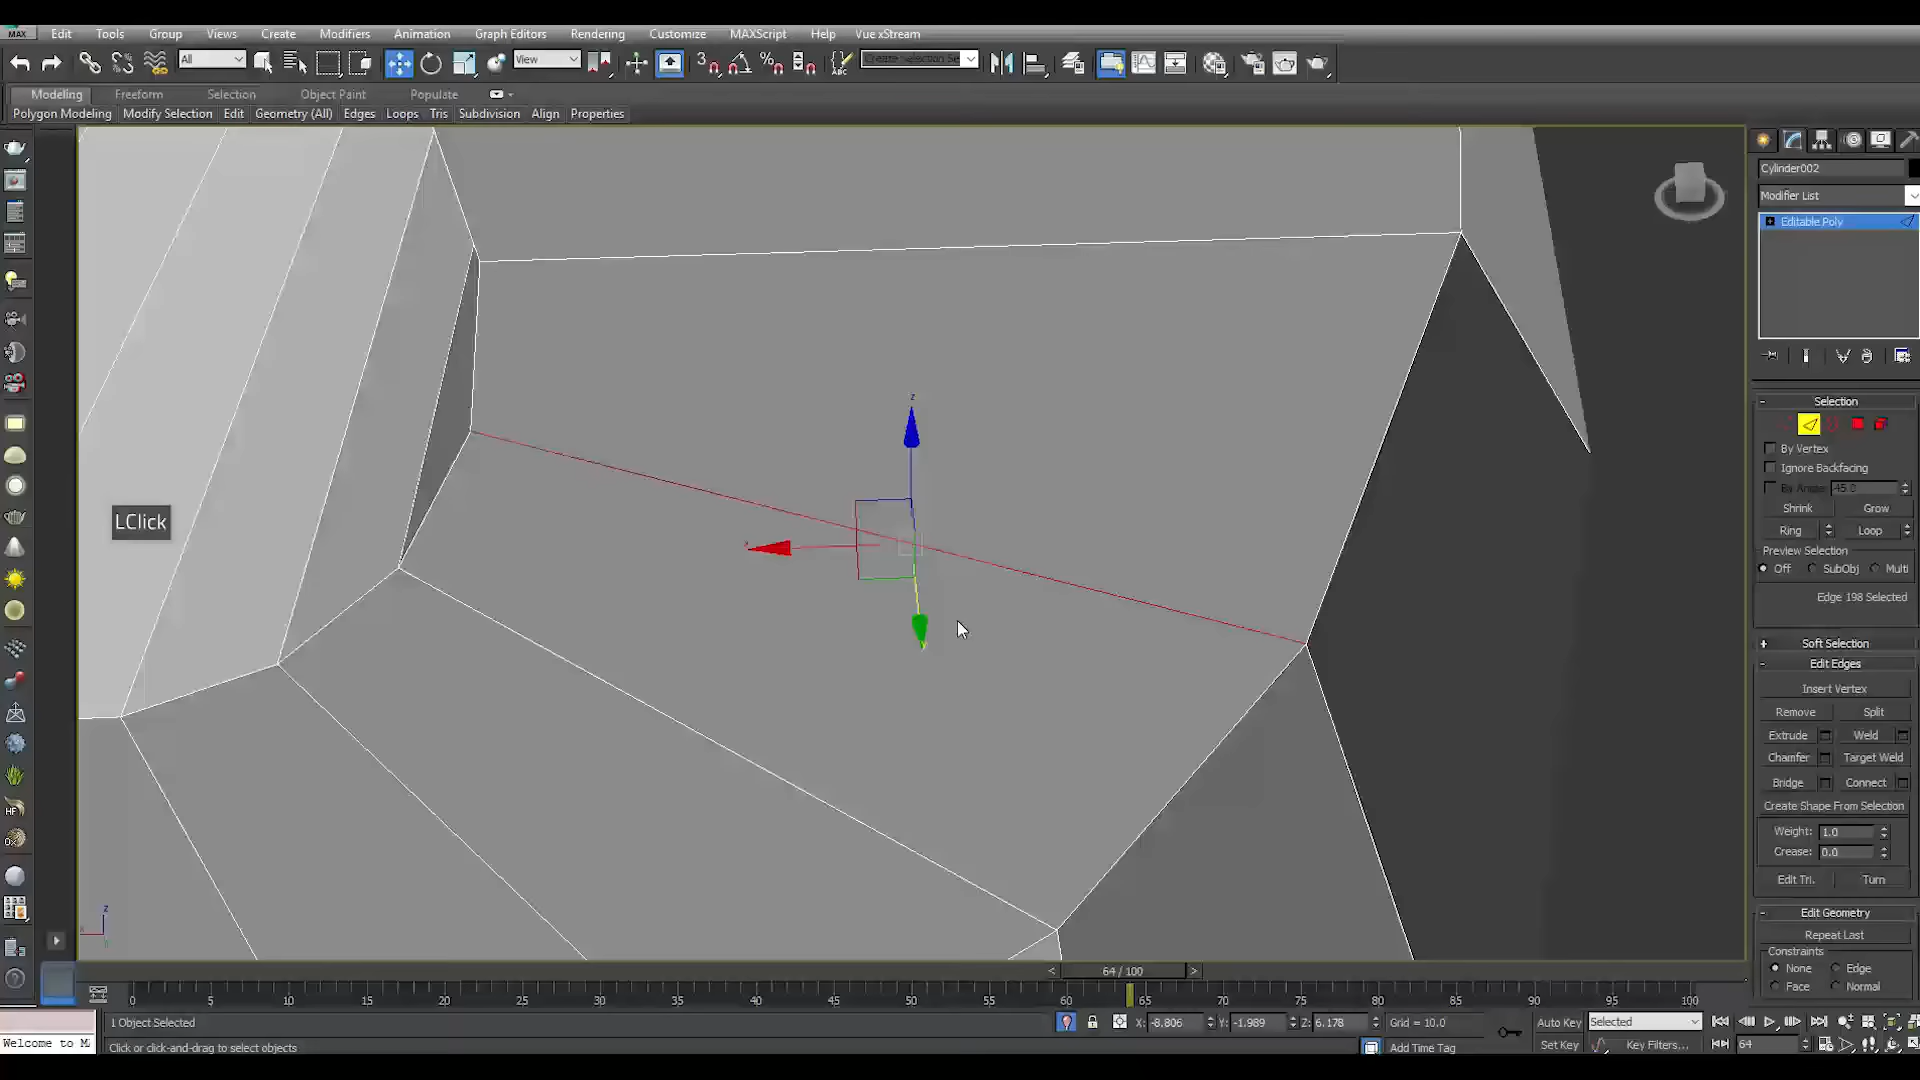 MAX Edit Tools Group Views Create Modifiers Animation Graph Editors Rendering Customize MAXScript Help Vue xStream
All View Create Selection Se
Modeling Freeform Selection Object Paint Populate
Polygon Modeling Modify Selection Edit Geometry (All) Edges Loops Tris Subdivision Align Properties
Cylinder002
Modifier List
Editable Poly
Selection
By Vertex
Ignore Backfacing
By Angle: 45.0
Shrink Grow
Ring Loop
Preview Selection
Off SubObj Multi
Edge 198 Selected
Soft Selection
Edit Edges
Insert Vertex
Remove Split
Extrude Weld
Chamfer Target Weld
Bridge Connect
Create Shape From Selection
Weight: 1.0
Crease: 0.0
Edit Tri. Turn
Edit Geometry
Repeat Last
Constraints
None Edge
Face Normal
z
x
LClick
z
< 64 / 100 >
0 5 10 15 20 25 30 35 40 45 50 55 60 65 70 75 80 85 90 95 100
1 Object Selected X: -8.806 Y: -1.989 Z: 6.178 Grid = 10.0 Auto Key Selected
Welcome to M Click or click-and-drag to select objects Add Time Tag Set Key Key Filters... 64